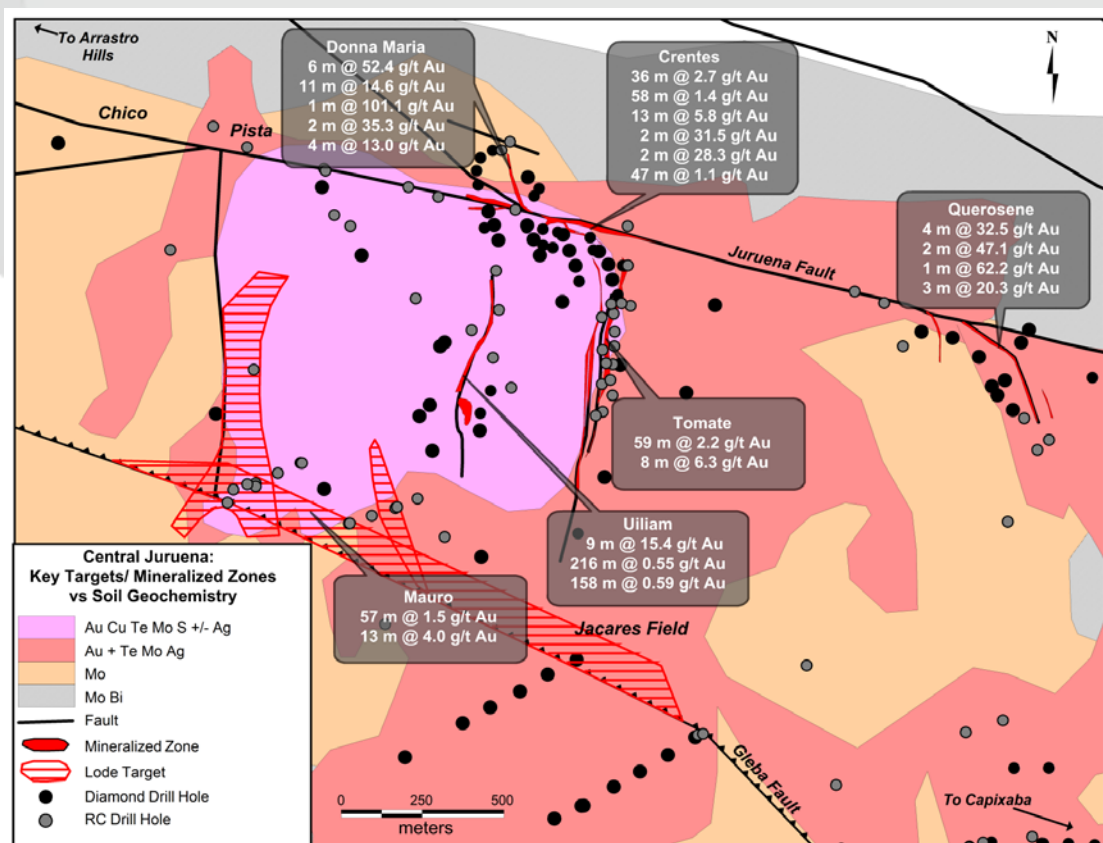 To Arrastro
Hills
Donna Maria
6 m @ 52.4 g/t Au
11 m @ 14.6 g/t Au
1 m @ 101.1 g/t Au
2 m @ 35.3 g/t Au
4 m @ 13.0 g/t Au
Crentes
36 m @ 2.7 g/t Au
58 m @ 1.4 g/t Au
13 m @ 5.8 g/t Au
2 m @ 31.5 g/t Au
2 m @ 28.3 g/t Au
47 m @ 1.1 g/t Au
N
Chico
Pista
Querosene
4 m @ 32.5 g/t Au
2 m @ 47.1 g/t Au
1 m @ 62.2 g/t Au
3 m @ 20.3 g/t Au
Juruena Fault
Tomate
59 m @ 2.2 g/t Au
8 m @ 6.3 g/t Au
Uiliam
9 m @ 15.4 g/t Au
216 m @ 0.55 g/t Au
158 m @ 0.59 g/t Au
Mauro
57 m @ 1.5 g/t Au
13 m @ 4.0 g/t Au
Jacares Field
Gleba Fault
To Capixaba
Central Juruena:
Key Targets/ Mineralized Zones
vs Soil Geochemistry
Au Cu Te Mo S +/- Ag
Au + Te Mo Ag
Mo
Mo Bi
Fault
Mineralized Zone
Lode Target
Diamond Drill Hole
RC Drill Hole
0 250 500
meters